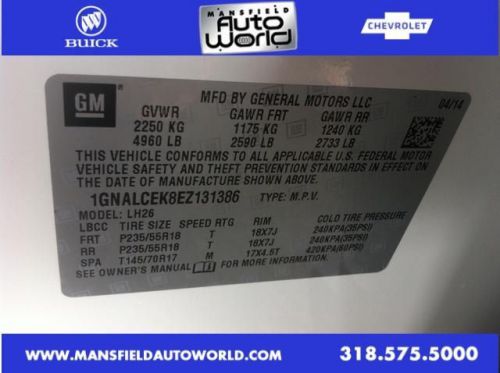 BUICK
MANSFIELD
Auto
World
CHEVROLET
GM
MFD BY GENERAL MOTORS LLC 04/14
GVWR GAWR FRT GAWR RR
2250 KG 1175 KG 1240 KG
4960 LB 2590 LB 2733 LB
THIS VEHICLE CONFORMS TO ALL APPLICABLE U.S. FEDERAL MOTOR
VEHICLE SAFETY AND THEFT PREVENTION STANDARDS IN EFFECT ON
THE DATE OF MANUFACTURE SHOWN ABOVE.
1GNALCEK8EZ131386 TYPE: M.P.V.
MODEL: LH26
LBCC TIRE SIZE SPEED RTG RIM COLD TIRE PRESSURE
FRT P235/55R18 T 18X7J 240KPA(35PSI)
RR P235/55R18 T 18X7J 240KPA(35PSI)
SPA T145/70R17 M 17X4.5T 420KPA(60PSI)
SEE OWNER'S MANUAL FOR MORE INFORMATION
WWW.MANSFIELDAUTOWORLD.COM 318.575.5000